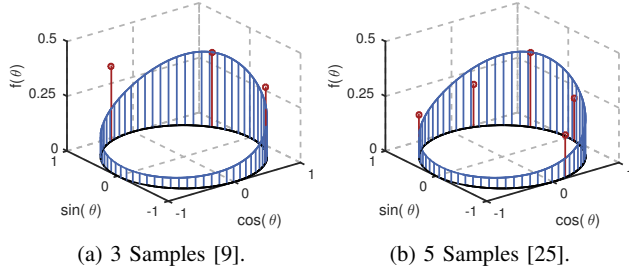 0.5
0.25
0
f(θ)
1
0
-1
sin(θ)
-1
0
1
cos(θ)
(a) 3 Samples [9].
0.5
0.25
0
f(θ)
1
0
-1
sin(θ)
-1
0
1
cos(θ)
(b) 5 Samples [25].